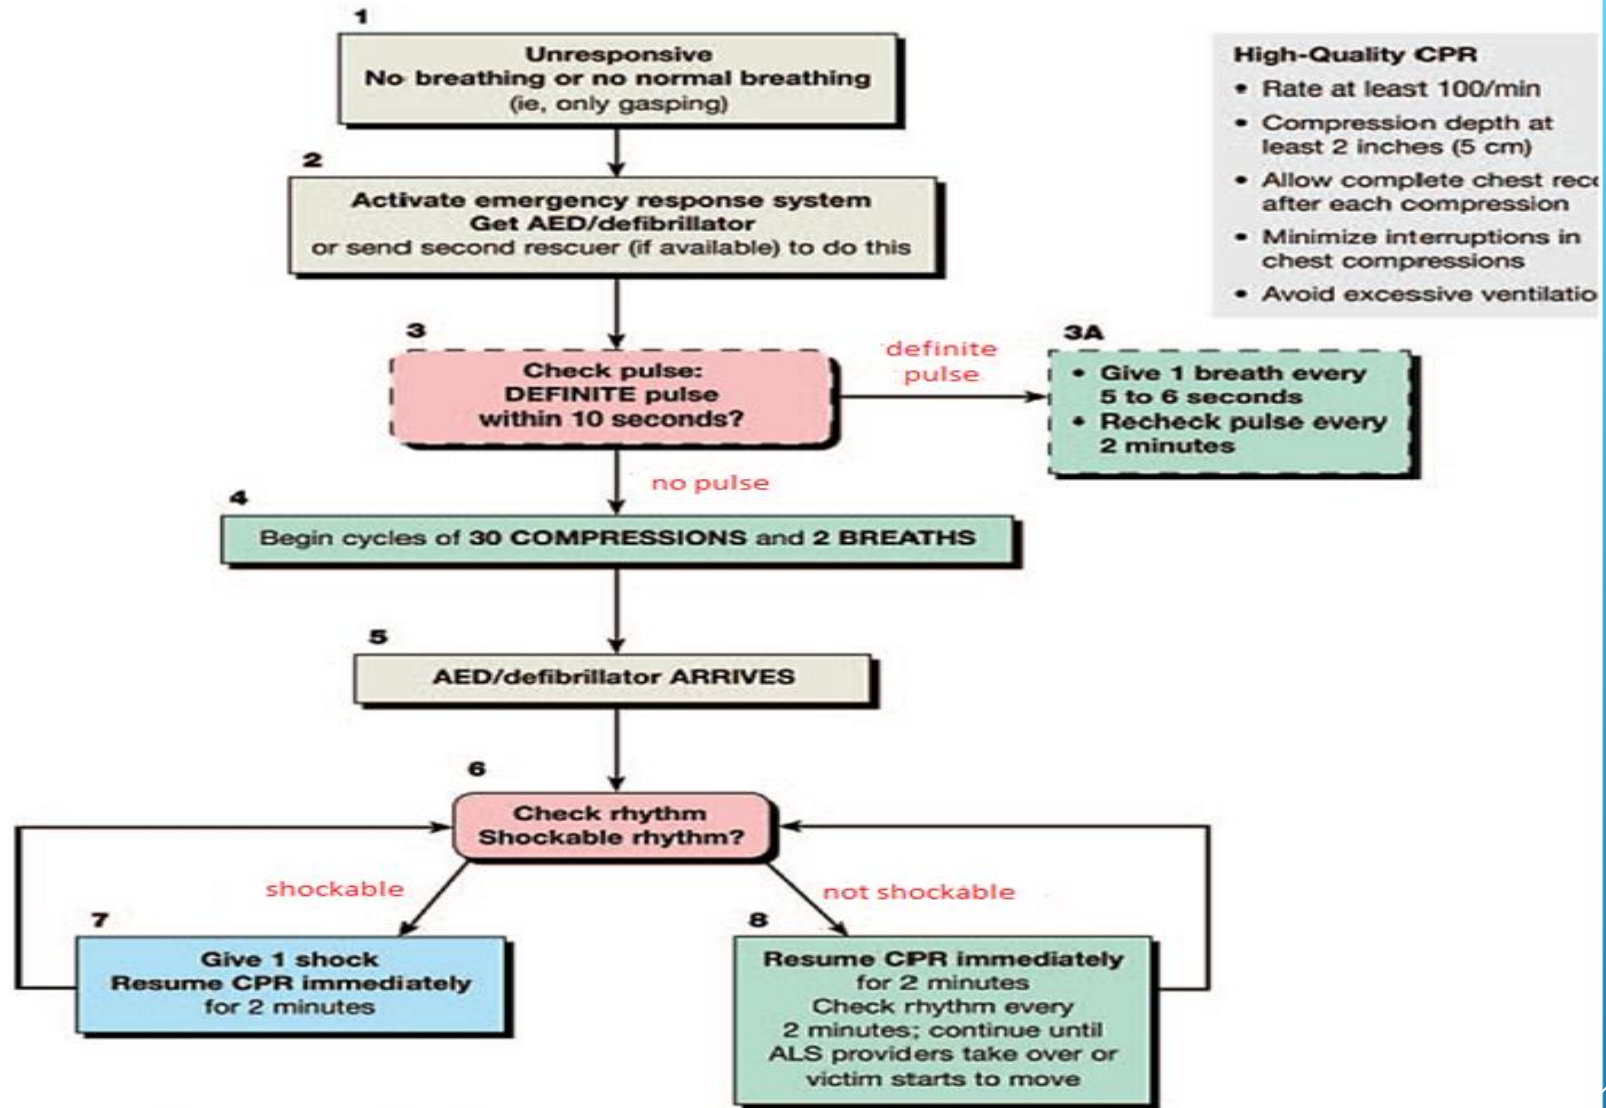 1
Unresponsive
No breathing or no normal breathing
(ie, only gasping)
2
Activate emergency response system
Get AED/defibrillator
or send second rescuer (if available) to do this
3
Check pulse:
DEFINITE pulse
within 10 seconds?
definite
pulse
3A
• Give 1 breath every
5 to 6 seconds
• Recheck pulse every
2 minutes
no pulse
4
Begin cycles of 30 COMPRESSIONS and 2 BREATHS
5
AED/defibrillator ARRIVES
6
Check rhythm
Shockable rhythm?
shockable
not shockable
7
Give 1 shock
Resume CPR immediately
for 2 minutes
8
Resume CPR immediately
for 2 minutes
Check rhythm every
2 minutes; continue until
ALS providers take over or
victim starts to move
High-Quality CPR
• Rate at least 100/min
• Compression depth at
least 2 inches (5 cm)
• Allow complete chest
after each compression
• Minimize interruptions in
chest compressions
• Avoid excessive